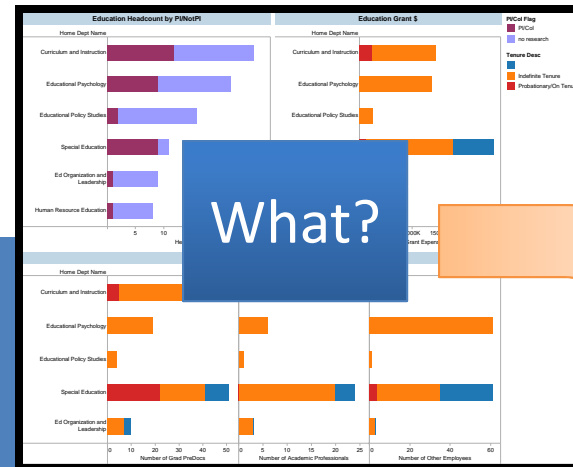 Education Headcount by PI/NotPI
Home Dept Name
Curriculum and Instruction
Educational Psychology
Educational Policy Studies
Special Education
Ed Organization and
Leadership
Human Resource Education
5 10
He
Education Grant $
Home Dept Name
Curriculum and Instruction
Educational Psychology
Educational Policy Studies
000K 150
Grant Expen
PI/Col Flag
PI/Col
no research
Tenure Desc
Indefinite Tenure
Probationary/On Tenu
What?
Home Dept Name
Curriculum and Instruction
Educational Psychology
Educational Policy Studies
Special Education
Ed Organization and
Leadership
0 10 20 30 40 50
Number of Grad PreDocs
0 5 10 15 20 25
Number of Academic Professionals
0 20 40 60
Number of Other Employees